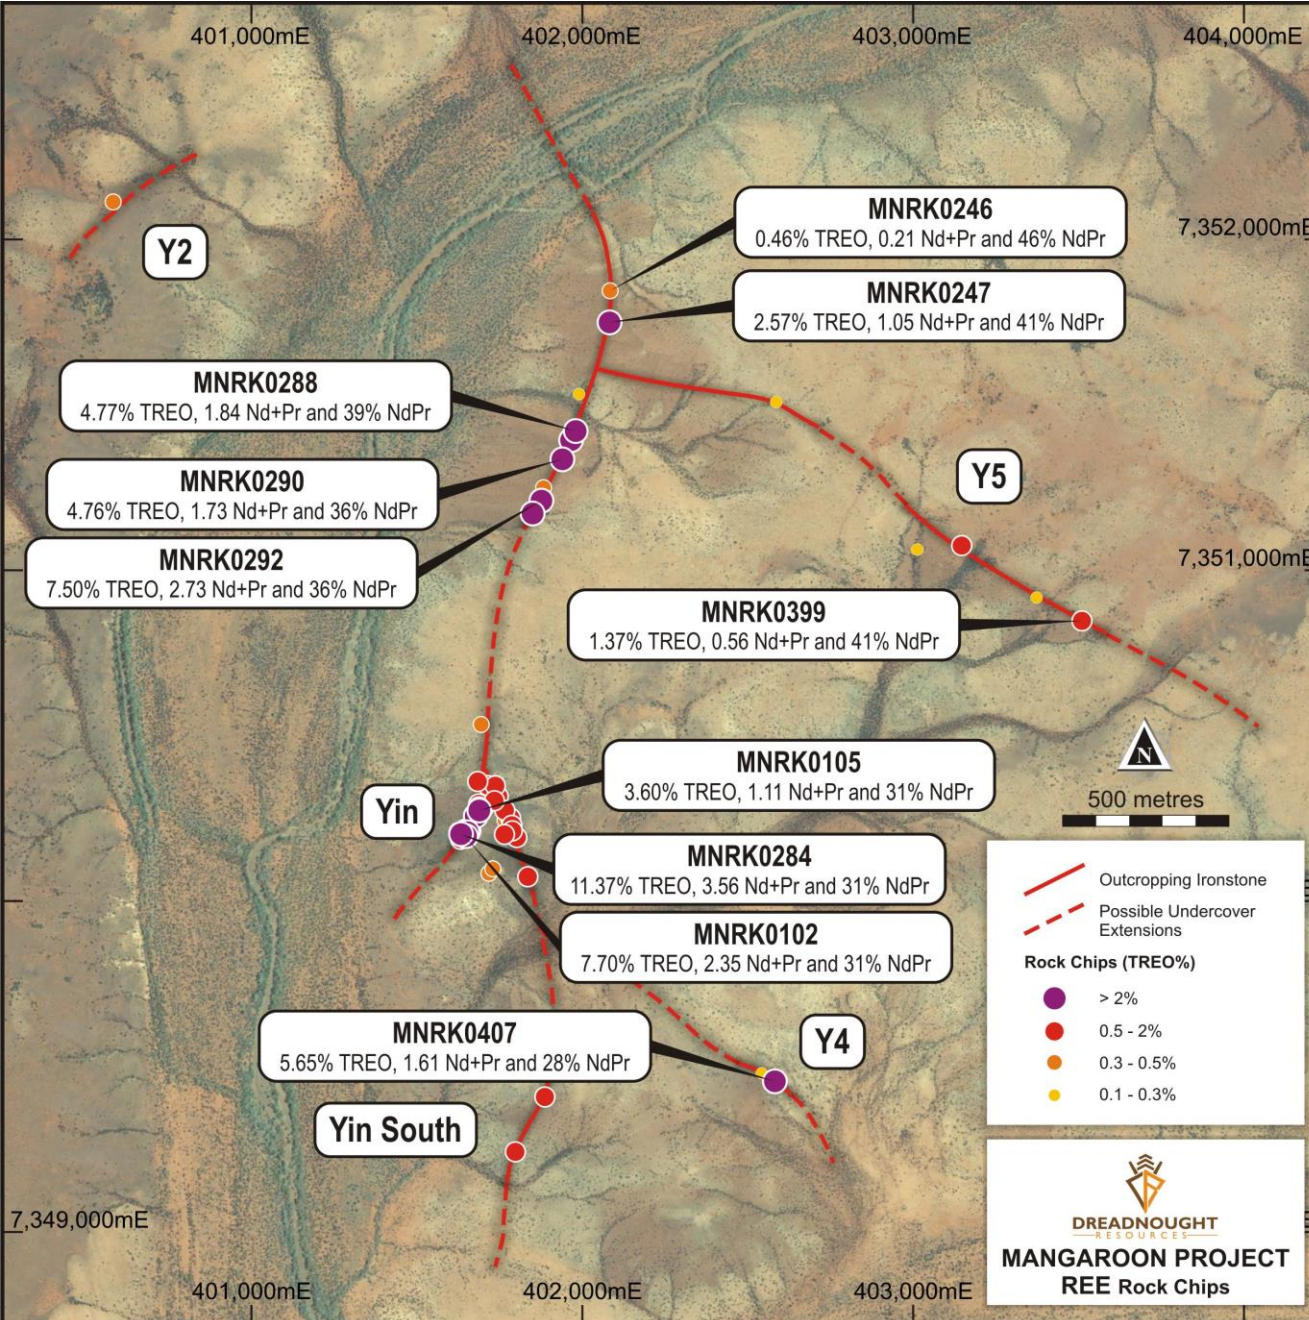 401,000mE
402,000mE
403,000mE
404,000mE
MNRK0246
0.46% TREO, 0.21 Nd+Pr and 46% NdPr
7,352,000mE
Y2
MNRK0247
2.57% TREO, 1.05 Nd+Pr and 41% NdPr
MNRK0288
4.77% TREO, 1.84 Nd+Pr and 39% NdPr
Y5
MNRK0290
4.76% TREO, 1.73 Nd+Pr and 36% NdPr
MNRK0292
7.50% TREO, 2.73 Nd+Pr and 36% NdPr
7,351,000mE
MNRK0399
1.37% TREO, 0.56 Nd+Pr and 41% NdPr
N
MNRK0105
3.60% TREO, 1.11 Nd+Pr and 31% NdPr
500 metres
Yin
MNRK0284
11.37% TREO, 3.56 Nd+Pr and 31% NdPr
MNRK0102
7.70% TREO, 2.35 Nd+Pr and 31% NdPr
MNRK0407
5.65% TREO, 1.61 Nd+Pr and 28% NdPr
Y4
Yin South
Outcropping Ironstone
Possible Undercover
Extensions
Rock Chips (TREO%)
> 2%
0.5 - 2%
0.3 - 0.5%
0.1 - 0.3%
DREADNOUGHT
RESOURCES
MANGAROON PROJECT
REE Rock Chips
7,349,000mE
401,000mE
402,000mE
403,000mE